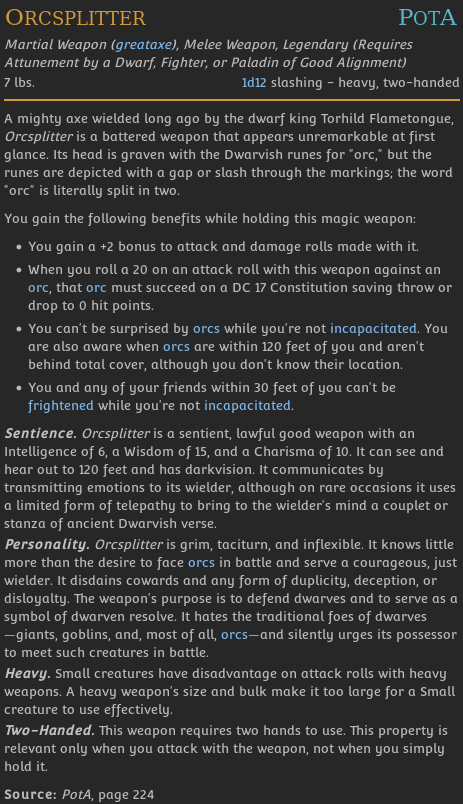 ORCSPLITTER POTA
Martial Weapon (greataxe), Melee Weapon, Legendary (Requires
Attunement by a Dwarf, Fighter, or Paladin of Good Alignment)
7 lbs. 1d12 slashing - heavy, two-handed
A mighty axe wielded long ago by the dwarf king Torhild Flametongue,
Orcsplitter is a battered weapon that appears unremarkable at first
glance. Its head is graven with the Dwarvish runes for "orc," but the
runes are depicted with a gap or slash through the markings; the word
"orc" is literally split in two.
You gain the following benefits while holding this magic weapon:
• You gain a +2 bonus to attack and damage rolls made with it.
• When you roll a 20 on an attack roll with this weapon against an
orc, that orc must succeed on a DC 17 Constitution saving throw or
drop to 0 hit points.
• You can't be surprised by orcs while you're not incapacitated. You
are also aware when orcs are within 120 feet of you and aren't
behind total cover, although you don't know their location.
• You and any of your friends within 30 feet of you can't be
frightened while you're not incapacitated.
Sentience. Orcsplitter is a sentient, lawful good weapon with an
Intelligence of 6, a Wisdom of 15, and a Charisma of 10. It can see and
hear out to 120 feet and has darkvision. It communicates by
transmitting emotions to its wielder, although on rare occasions it uses
a limited form of telepathy to bring to the wielder's mind a couplet or
stanza of ancient Dwarvish verse.
Personality. Orcsplitter is grim, taciturn, and inflexible. It knows little
more than the desire to face orcs in battle and serve a courageous, just
wielder. It disdains cowards and any form of duplicity, deception, or
disloyalty. The weapon's purpose is to defend dwarves and to serve as a
symbol of dwarven resolve. It hates the traditional foes of dwarves
—giants, goblins, and, most of all, orcs—and silently urges its possessor
to meet such creatures in battle.
Heavy. Small creatures have disadvantage on attack rolls with heavy
weapons. A heavy weapon's size and bulk make it too large for a Small
creature to use effectively.
Two-Handed. This weapon requires two hands to use. This property is
relevant only when you attack with the weapon, not when you simply
hold it.
Source: PotA, page 224